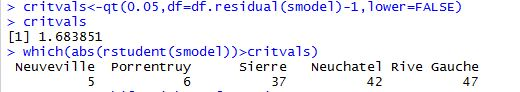 > critvals<-qt(0.05,df=df.residual(smodel)-1,lower=FALSE)
> critvals
[1] 1.683851
> which(abs(rstudent(smodel))>critvals)
Neuveville Porrentruy Sierre Neuchatel Rive Gauche
5 6 37 42 47